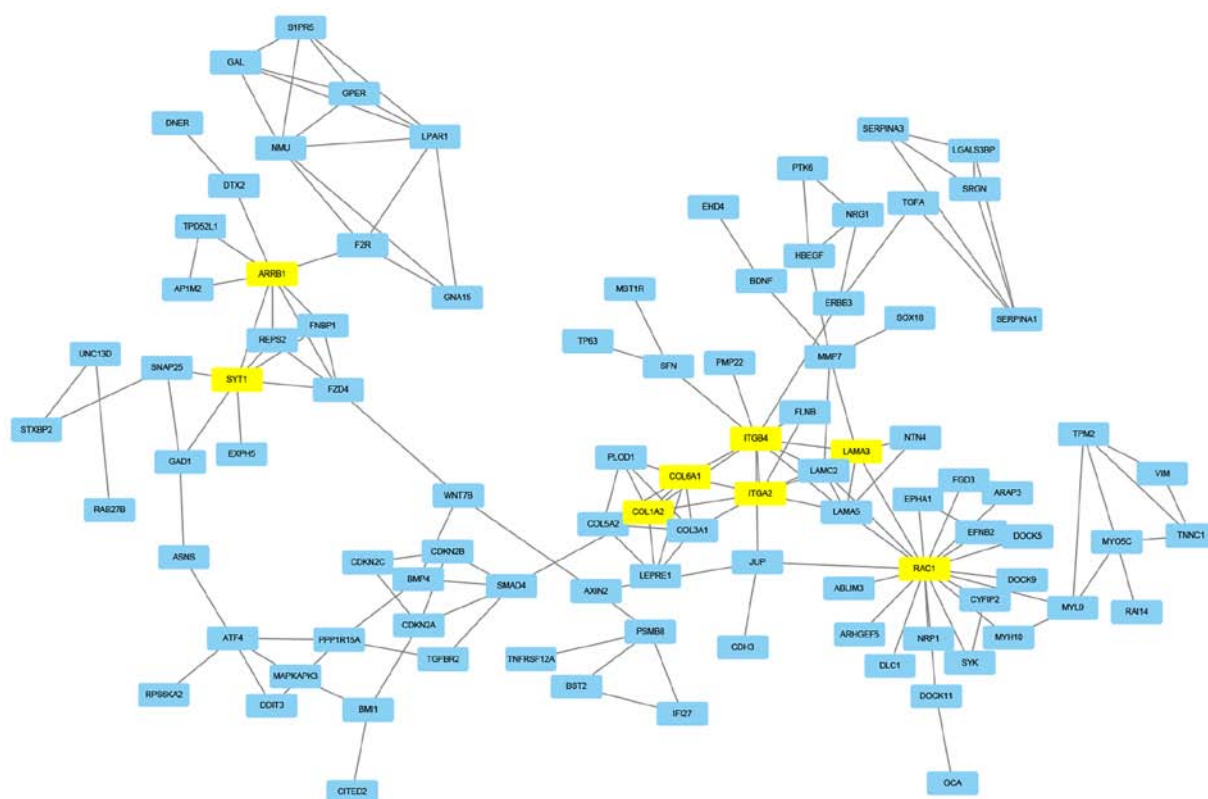 S1PR5
GAL
GPER
DNER
LPAR1
SERPINA3
NMU
LGALS3BP
PTK6
DTX2
SRGN
EHD4
TGFA
NRG1
TPD52L1
F2R
HBEGF
ARRB1
BDNF
AP1M2
GNA15
MST1R
ERBB3
SOX18
SERPINA1
FNBP1
REPS2
TP63
UNC13D
SNAP25
MMP7
PMP22
SFN
SYT1
FZD4
FLNB
STXBP2
ITGB4
NTN4
TPM2
LAMA3
EXPH5
PLOD1
GAD1
LAMC2
COL6A1
VIM
FGD3
WNT7B
ITGA2
EPHA1
ARAP3
RAB27B
COL1A2
LAMA5
COL5A2
COL3A1
EFNB2
DOCK5
MYO5C
TNNC1
CDKN2B
ASNS
CDKN2C
JUP
RAC1
BMP4
LEPRE1
DOCK9
SMAD4
AXIN2
ABLIM3
CYFIP2
MYL9
RAI14
CDKN2A
PSMB8
ATF4
PPP1R15A
ARHGEF5
NRP1
MYH10
CDH3
TGFBR2
TNFRSF12A
DLC1
SYK
MAPKAPK3
BST2
RPS6KA2
DOCK11
DDIT3
BMI1
IFI27
GCA
CITED2